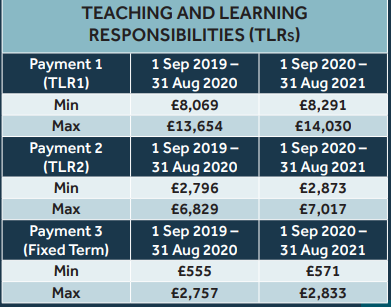 TEACHING AND LEARNING
RESPONSIBILITIES (TLRs)
Payment 1 1 Sep 2019 – 1 Sep 2020 –
(TLR1) 31 Aug 2020 31 Aug 2021
Min £8,069 £8,291
Max £13,654 £14,030
Payment 2 1 Sep 2019 – 1 Sep 2020 –
(TLR2) 31 Aug 2020 31 Aug 2021
Min £2,796 £2,873
Max £6,829 £7,017
Payment 3 1 Sep 2019 – 1 Sep 2020 –
(Fixed Term) 31 Aug 2020 31 Aug 2021
Min £555 £571
Max £2,757 £2,833